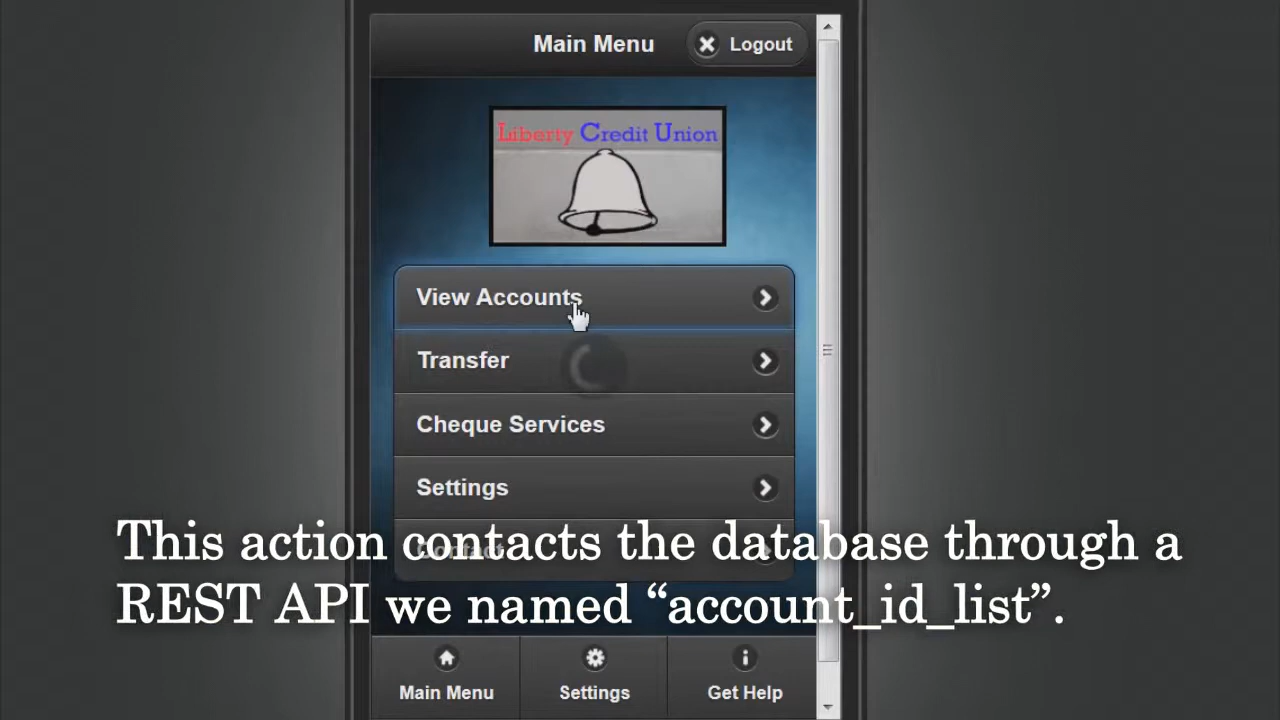 Main Menu
Logout
Liberty Credit Union
View Accounts
Transfer
Cheque Services
Settings
Contact
This action contacts the database through a
REST API we named “account_id_list”.
Main Menu
Settings
Get Help